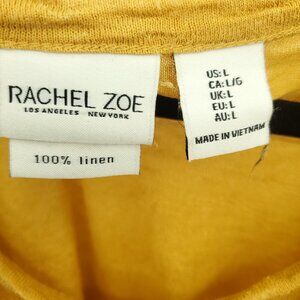 RACHEL ZOE
LOS ANGELES NEW YORK
100% linen
US: L
CA: L/G
UK: L
EU: L
AU: L
MADE IN VIETNAM